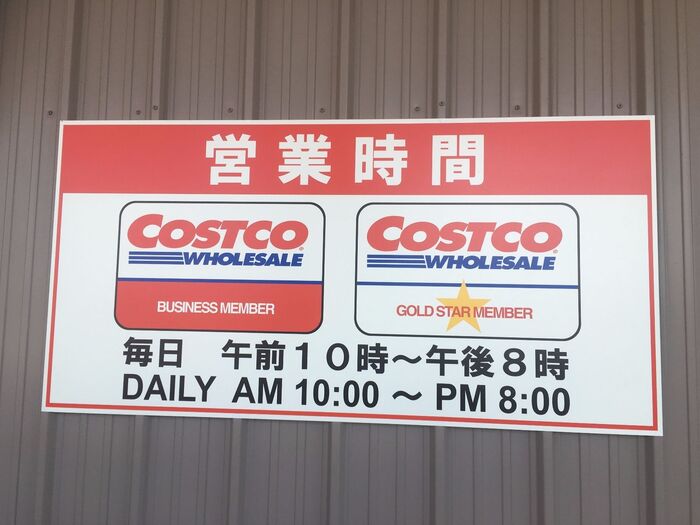 営業時間
COSTCO
WHOLESALE
BUSINESS MEMBER
COSTCO
WHOLESALE
GOLD STAR MEMBER
毎日 午前１０時～午後８時
DAILY AM 10:00 ～ PM 8:00